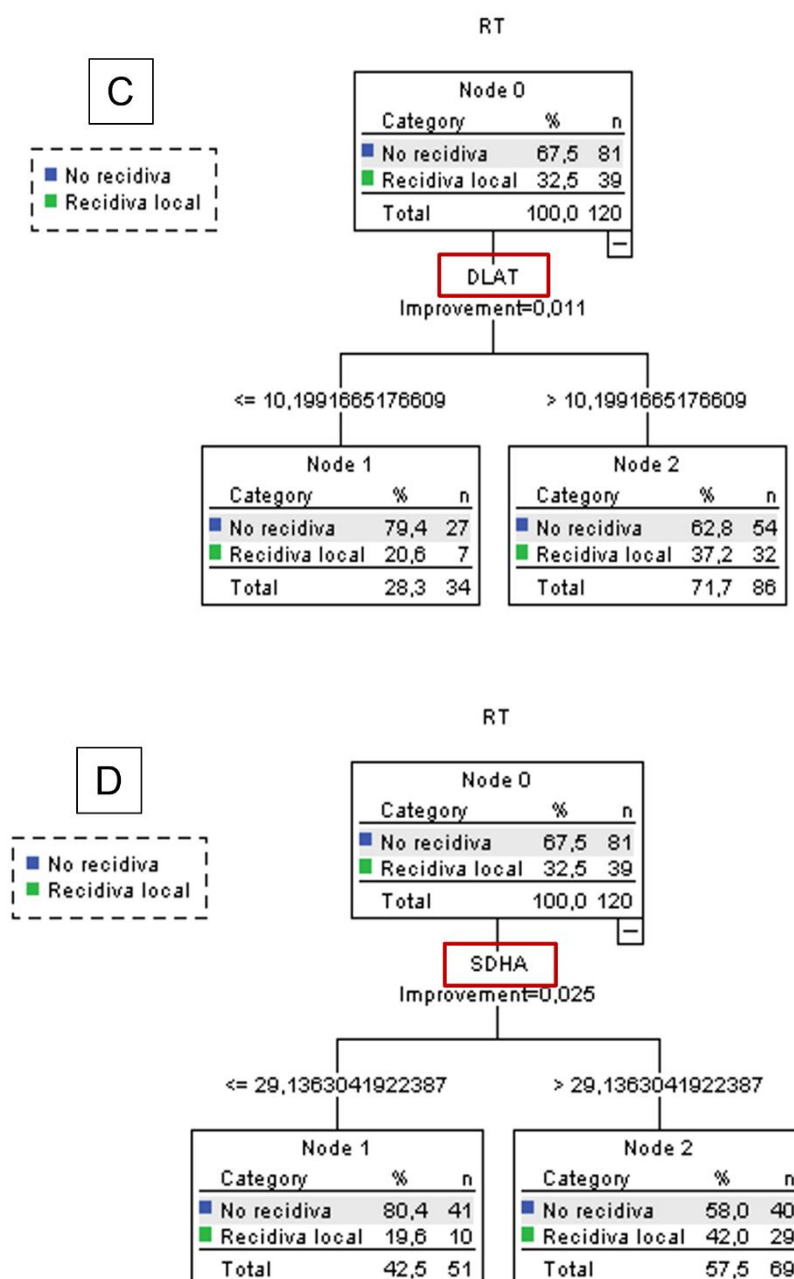 RT
C
No recidiva
Recidiva local
Node 0
Category % n
No recidiva 67,5 81
Recidiva local 32,5 39
Total 100,0 120
DLAT
Improvement=0,011
<= 10,1991665176609 > 10,1991665176609
Node 1
Category % n
No recidiva 79,4 27
Recidiva local 20,6 7
Total 28,3 34
Node 2
Category % n
No recidiva 62,8 54
Recidiva local 37,2 32
Total 71,7 86
RT
D
No recidiva
Recidiva local
Node 0
Category % n
No recidiva 67,5 81
Recidiva local 32,5 39
Total 100,0 120
SDHA
Improvement=0,025
<= 29,1363041922387 > 29,1363041922387
Node 1
Category % n
No recidiva 80,4 41
Recidiva local 19,6 10
Total 42,5 51
Node 2
Category % n
No recidiva 58,0 40
Recidiva local 42,0 29
Total 57,5 69